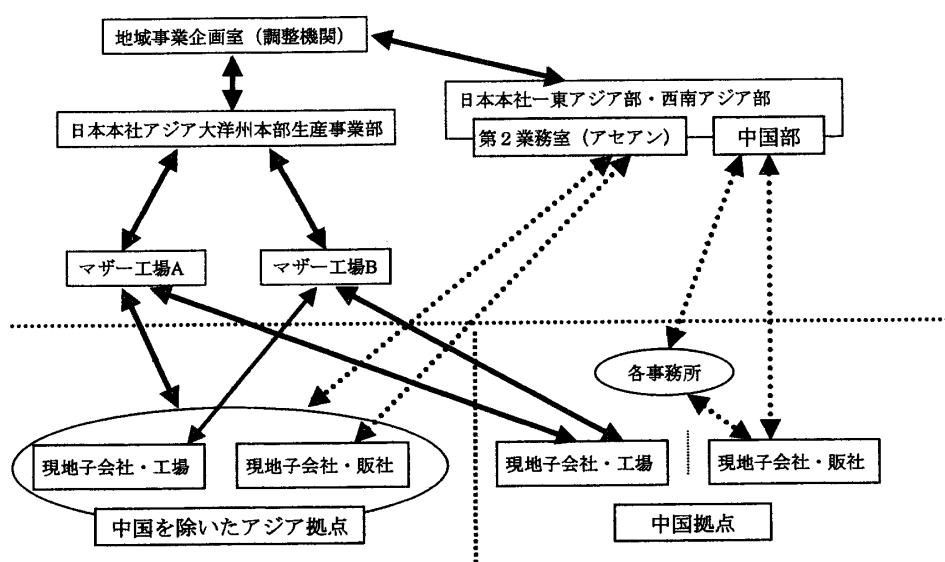 地域事業企画室（調整機関）
日本本社ー東アジア部・西南アジア部
日本本社アジア大洋州本部生産事業部
第2業務室（アセアン）
中国部
マザー工場A
マザー工場B
各事務所
現地子会社・工場
現地子会社・販社
現地子会社・工場
現地子会社・販社
中国を除いたアジア拠点
中国拠点